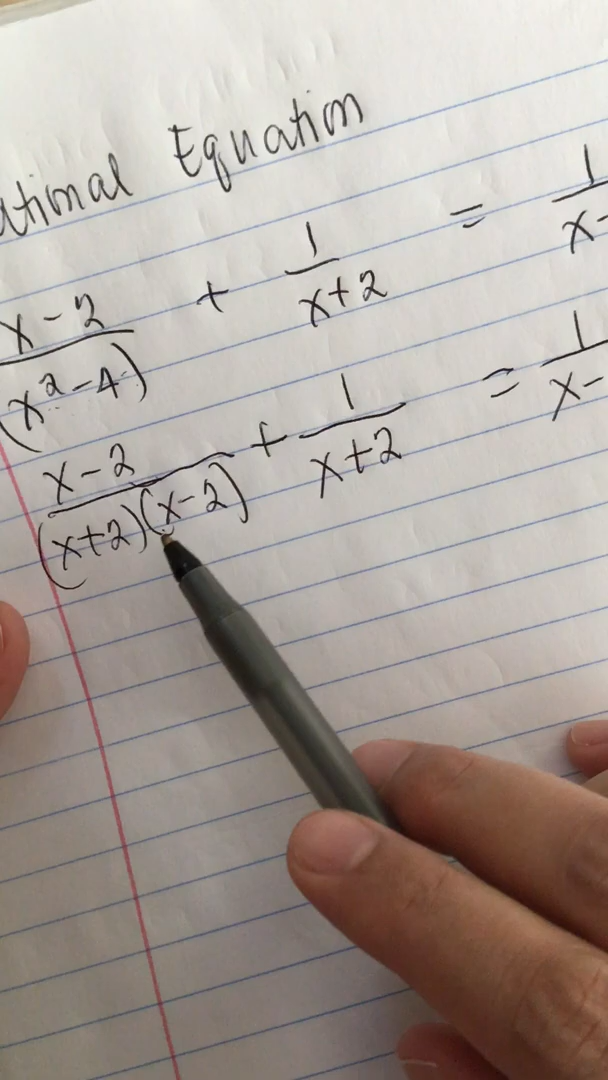 ational Equation
x-2/(x²-4) + 1/x+2 = 1/x-
x-2/(x+2)(x-2) + 1/x+2 = 1/x-